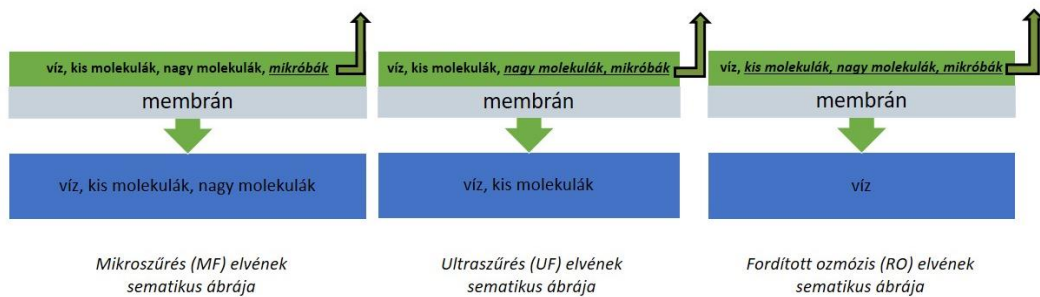 víz, kis molekulák, nagy molekulák, mikróbák
membrán
víz, kis molekulák, nagy molekulák
Mikroszűrés (MF) elvének
sematikus ábrája
víz, kis molekulák, nagy molekulák, mikróbák
membrán
víz, kis molekulák
Ultraszűrés (UF) elvének
sematikus ábrája
víz, kis molekulák, nagy molekulák, mikróbák
membrán
víz
Fordított ozmózis (RO) elvének
sematikus ábrája